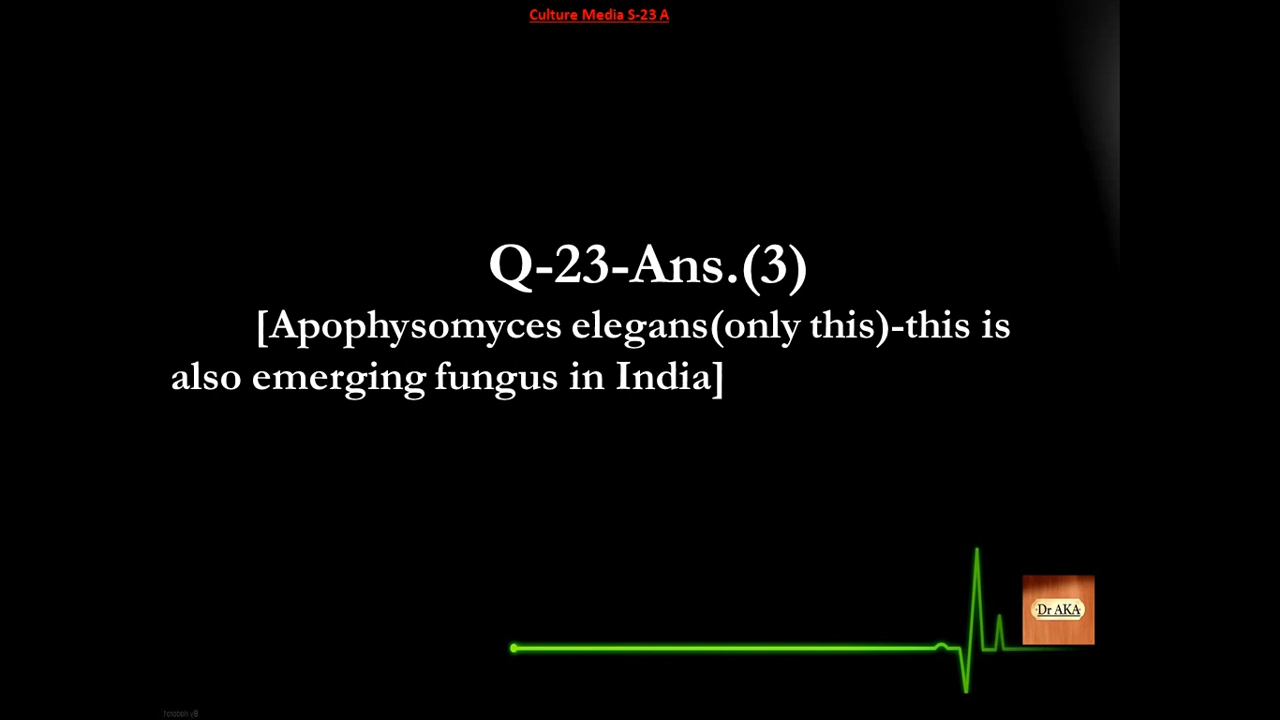 Culture Media S-23 A
Q-23-Ans.(3)
[Apophysomyces elegans(only this)-this is
also emerging fungus in India]
Dr AKA